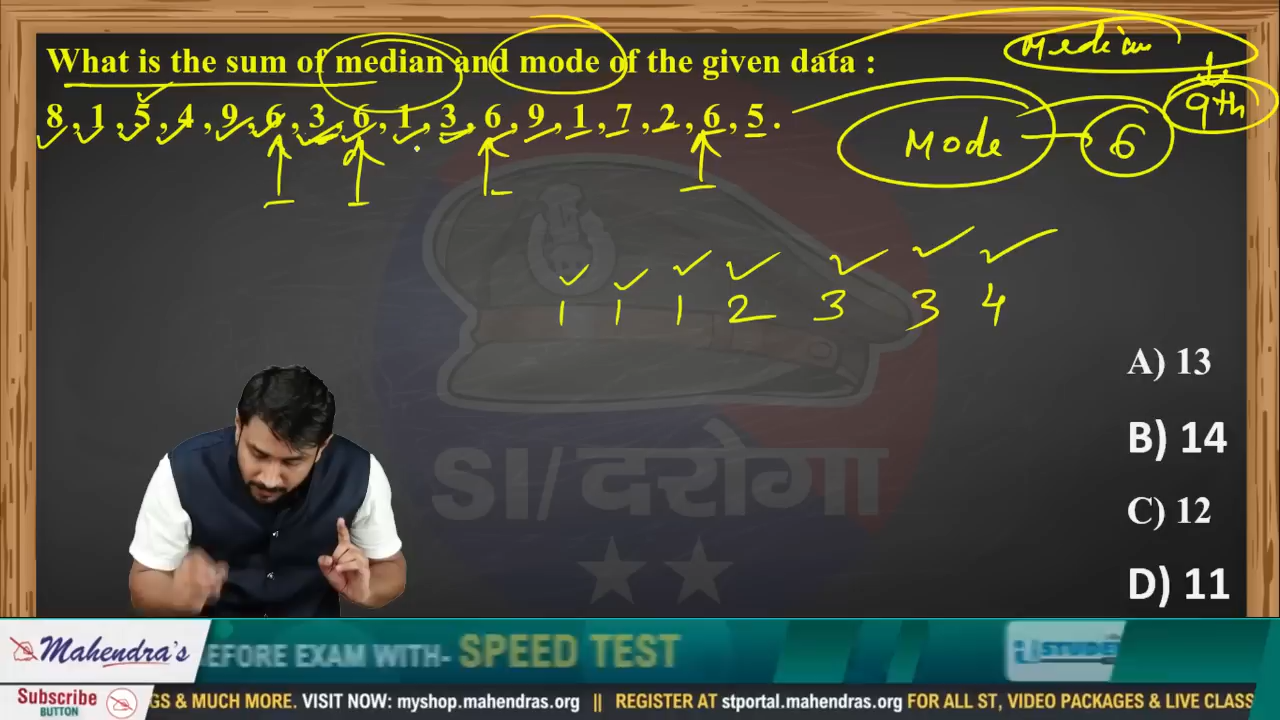 What is the sum of median and mode of the given data :
8,1,5,4,9,6,3,6,1,3,6,9,1,7,2,6,5.
Median
9th
Mode 6
1 1 1 2 3 3 4
A) 13
B) 14
C) 12
D) 11
SI/दरोगा
Mahendra's
EFORE EXAM WITH- SPEED TEST
Subscribe
BUTTON
GS & MUCH MORE. VISIT NOW: myshop.mahendras.org || REGISTER AT stportal.mahendras.org FOR ALL ST, VIDEO PACKAGES & LIVE CLASS